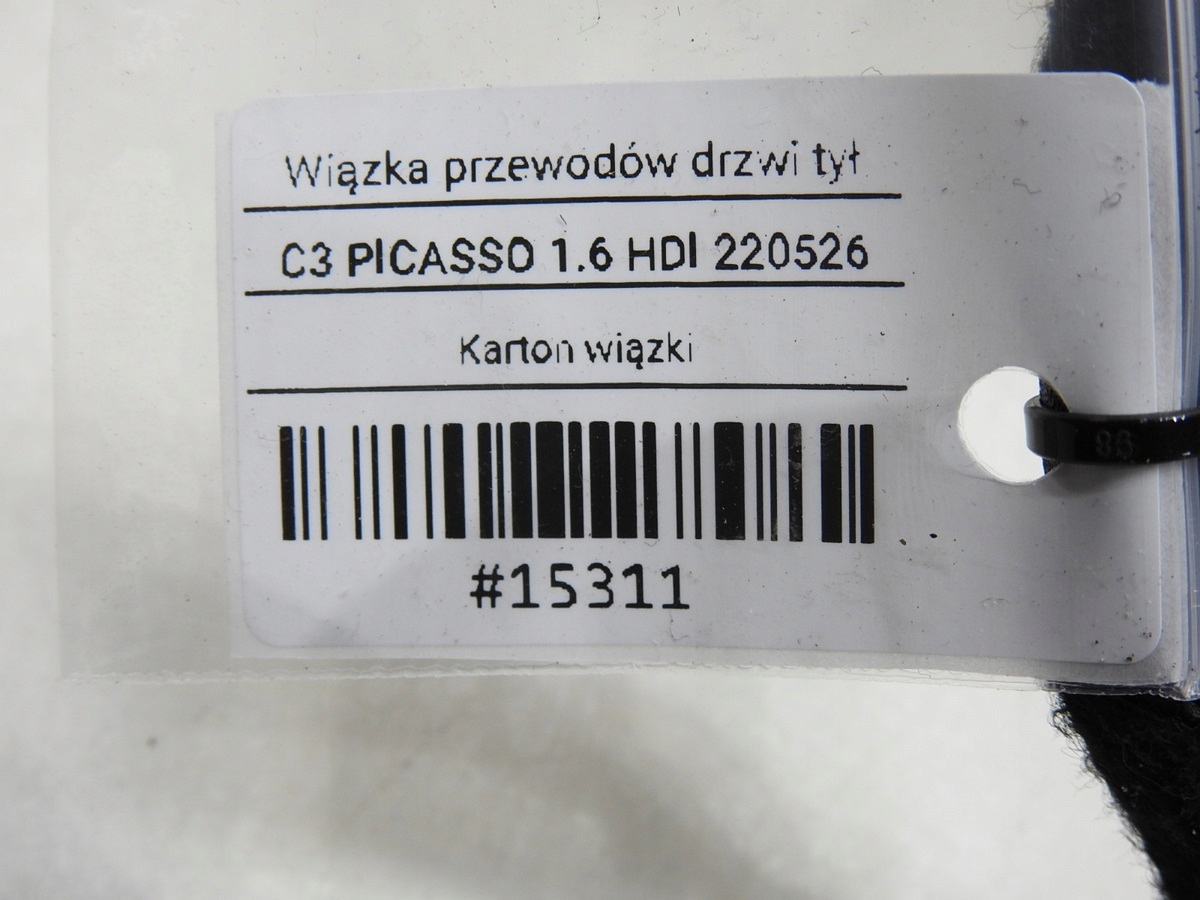 Wiązka przewodów drzwi tył
C3 PICASSO 1.6 HDI 220526
Karton wiązki
#15311